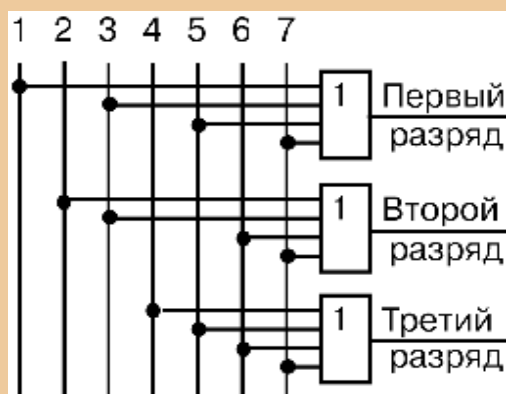 1 2 3 4 5 6 7
1 Первый
разряд
1 Второй
разряд
1 Третий
разряд